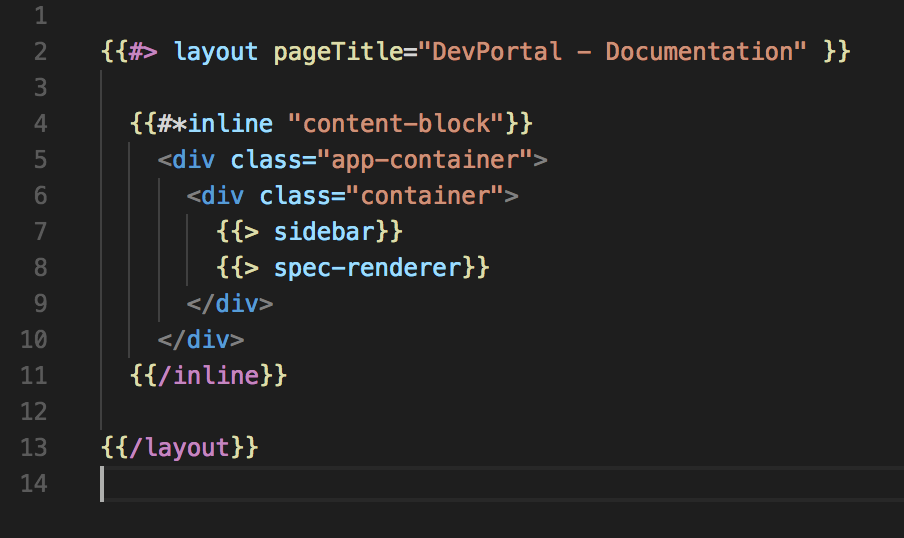 1
2 {{#> layout pageTitle="DevPortal - Documentation" }}
3
4   {{#*inline "content-block"}}
5     <div class="app-container">
6       <div class="container">
7         {{> sidebar}}
8         {{> spec-renderer}}
9       </div>
10     </div>
11   {{/inline}}
12
13 {{/layout}}
14